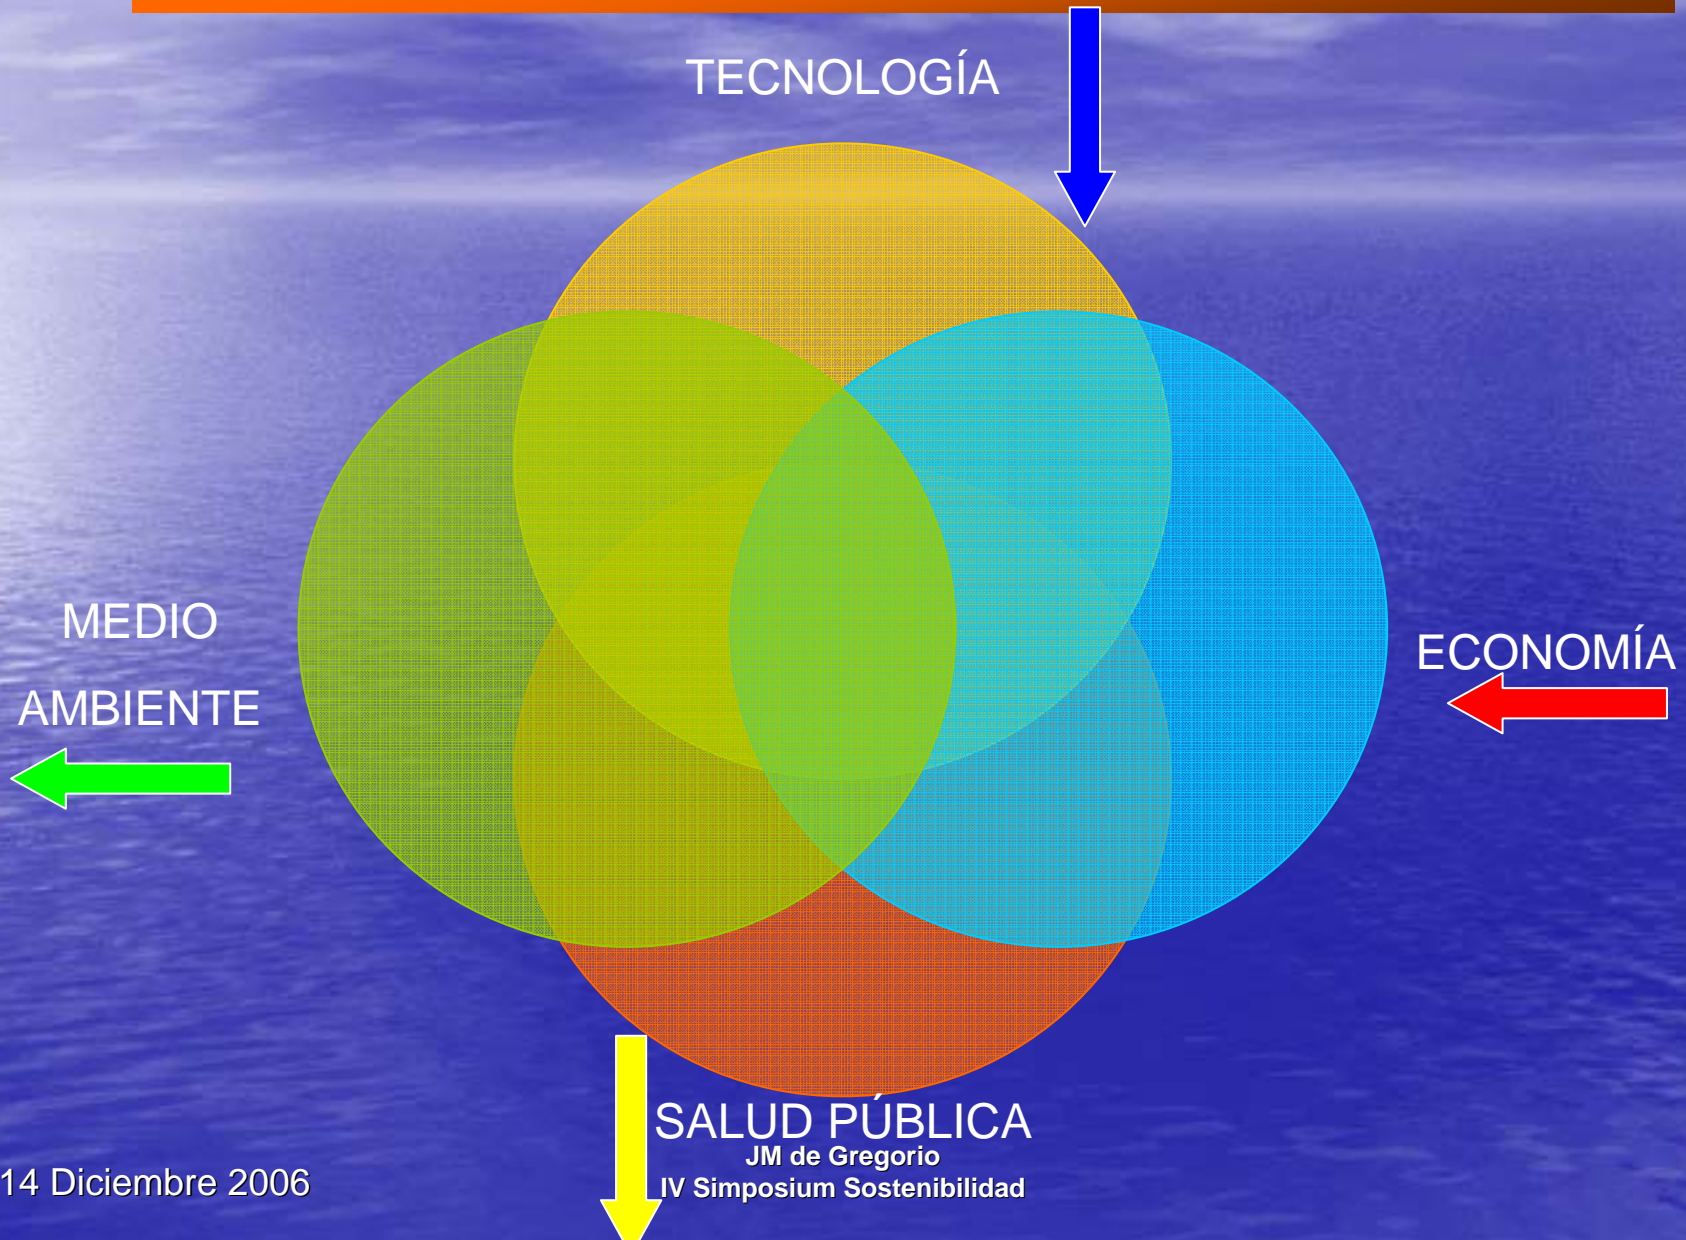 TECNOLOGÍA
MEDIO
AMBIENTE
ECONOMÍA
SALUD PÚBLICA
JM de Gregorio
IV Simposium Sostenibilidad
14 Diciembre 2006